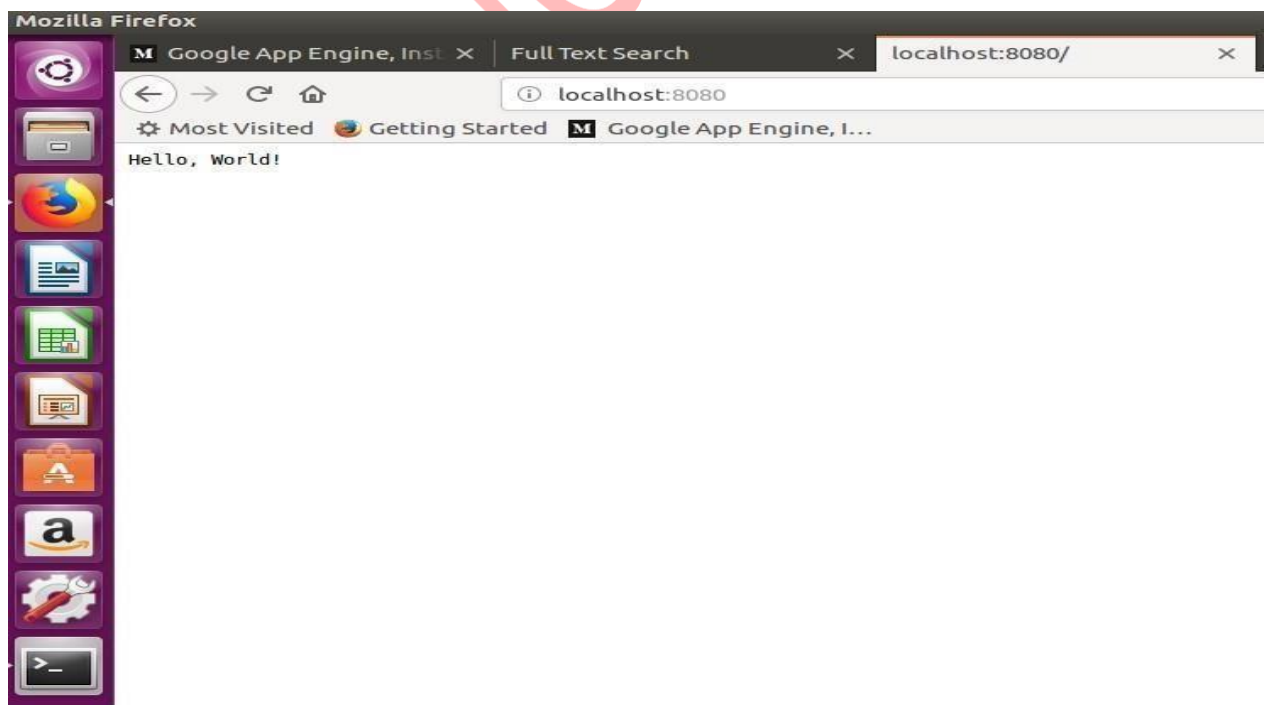 Mozilla Firefox
M Google App Engine, Inst
Full Text Search
localhost:8080/
localhost:8080
Most Visited Getting Started M Google App Engine, I...
Hello, World!
A
a
>_